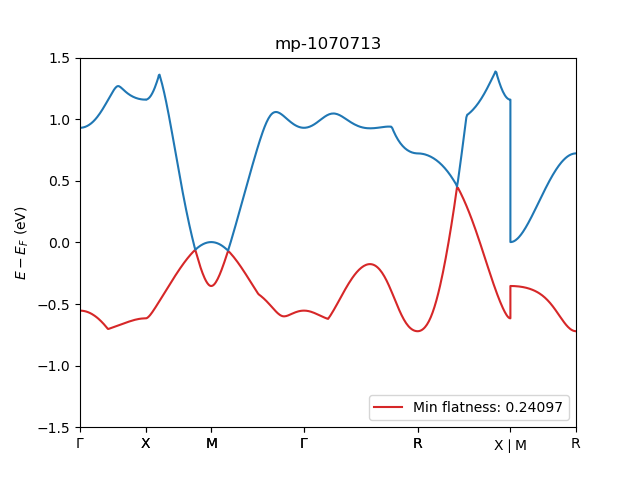 mp-1070713
E − E_F (eV)
1.5
1.0
0.5
0.0
−0.5
−1.0
−1.5
Min flatness: 0.24097
Γ X M Γ R X | M R